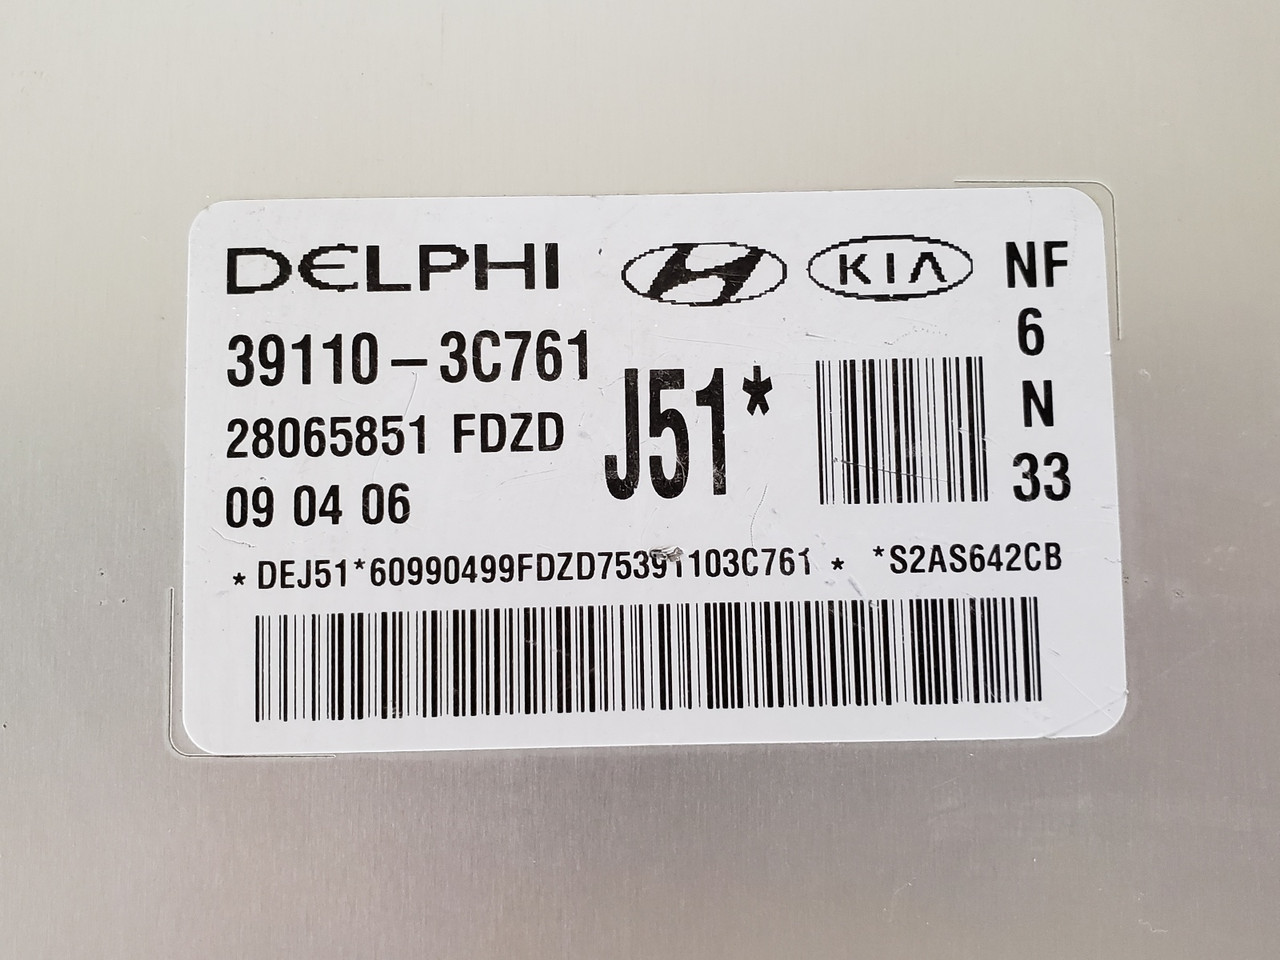 DELPHI KIA NF
39110-3C761 6
J51* N
28065851 FDZD
09 04 06 33
*DEJ51*60990499FDZD75391103C761 * *S2AS642CB